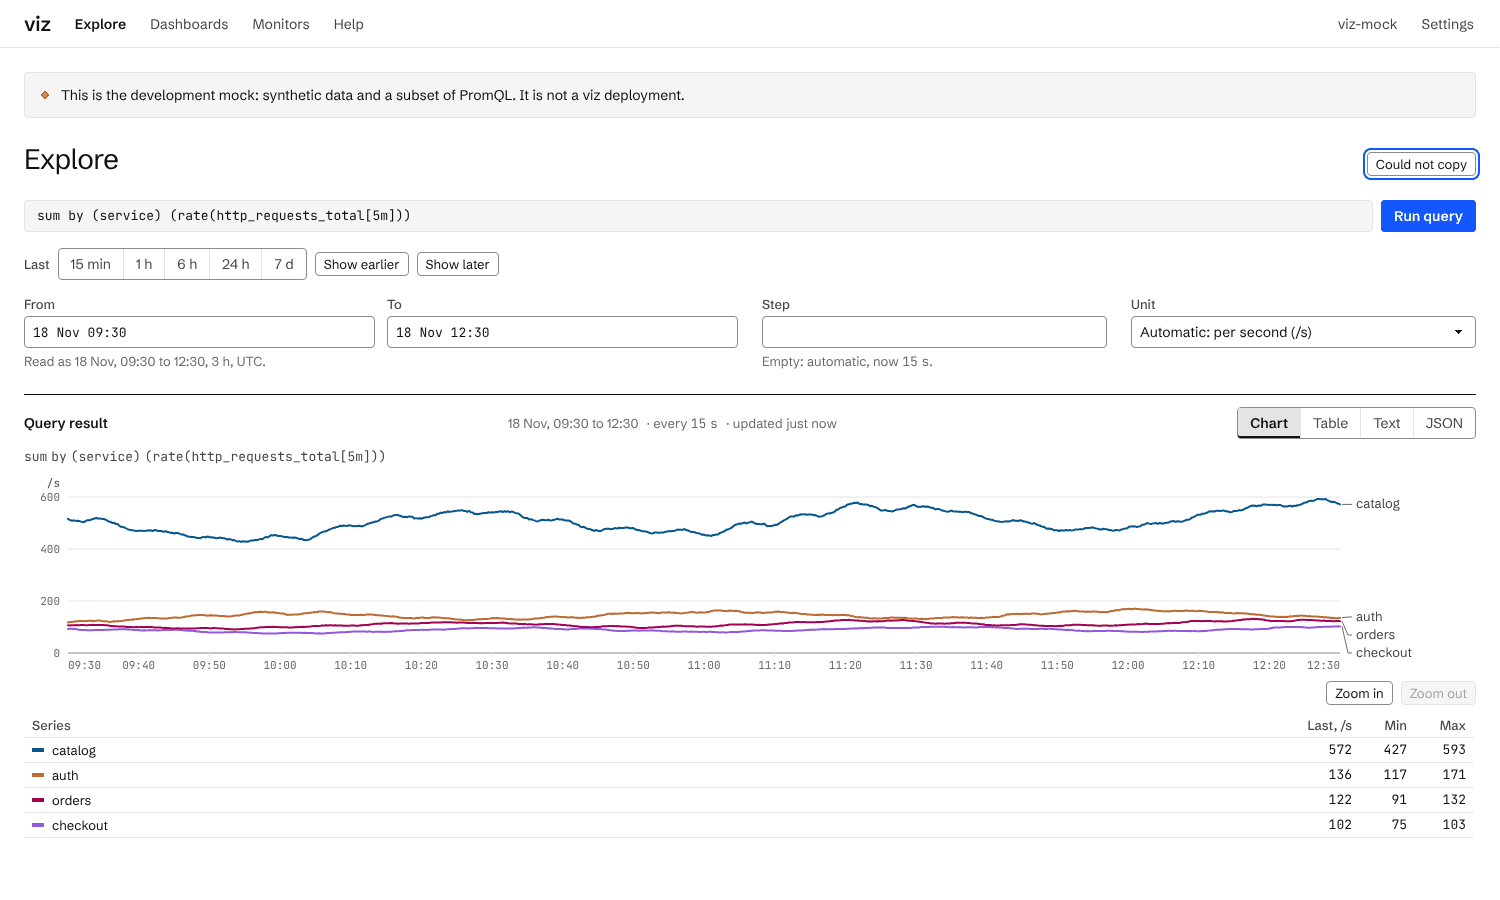 viz Explore Dashboards Monitors Help viz-mock Settings
This is the development mock: synthetic data and a subset of PromQL. It is not a viz deployment.
Explore
Could not copy
sum by (service) (rate(http_requests_total[5m]))
Run query
Last 15 min 1 h 6 h 24 h 7 d Show earlier Show later
From To Step Unit
18 Nov 09:30 18 Nov 12:30 Automatic: per second (/s)
Read as 18 Nov, 09:30 to 12:30, 3 h, UTC. Empty: automatic, now 15 s.
Query result 18 Nov, 09:30 to 12:30 · every 15 s · updated just now Chart Table Text JSON
sum by (service) (rate(http_requests_total[5m]))
/s
600
catalog
400
200
auth
orders
0 checkout
09:30 09:40 09:50 10:00 10:10 10:20 10:30 10:40 10:50 11:00 11:10 11:20 11:30 11:40 11:50 12:00 12:10 12:20 12:30
Zoom in Zoom out
Series Last, /s Min Max
catalog 572 427 593
auth 136 117 171
orders 122 91 132
checkout 102 75 103